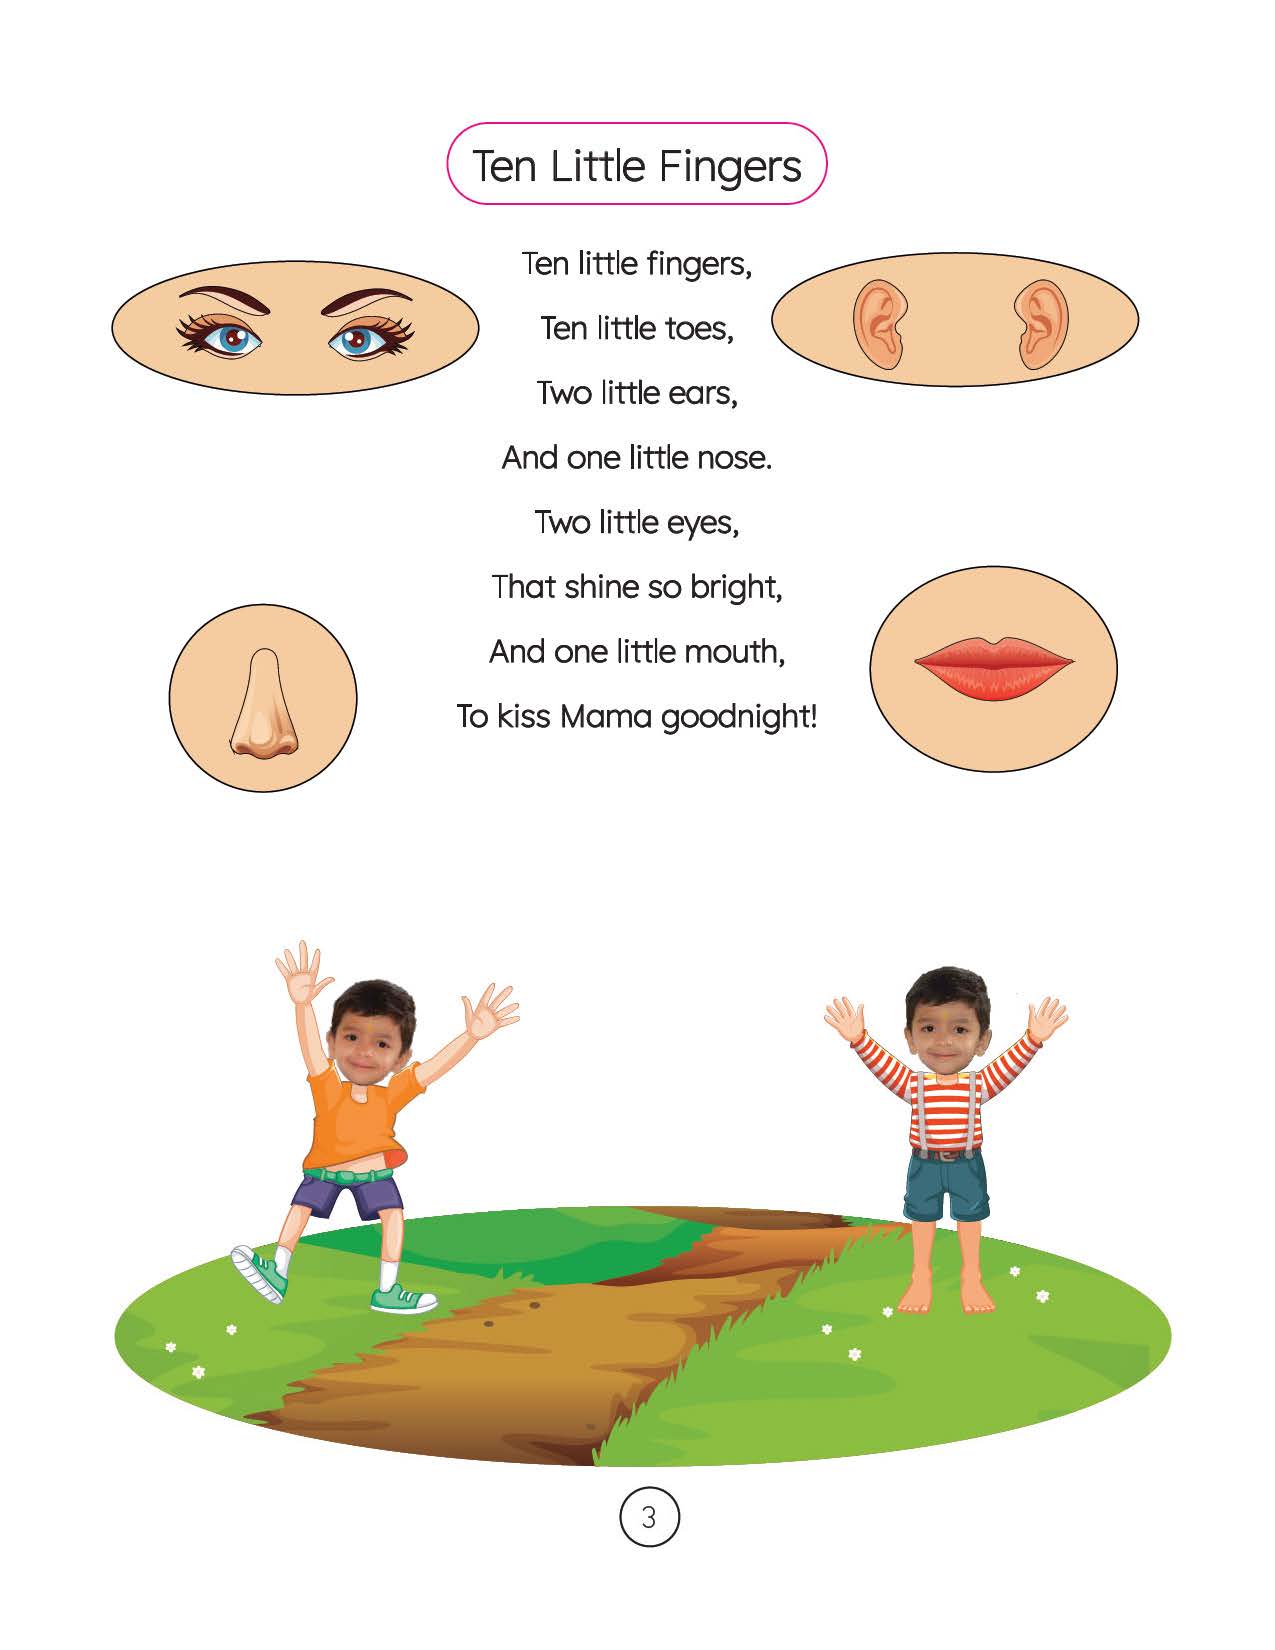 Ten Little Fingers
Ten little fingers,
Ten little toes,
Two little ears,
And one little nose.
Two little eyes,
That shine so bright,
And one little mouth,
To kiss Mama goodnight!
3